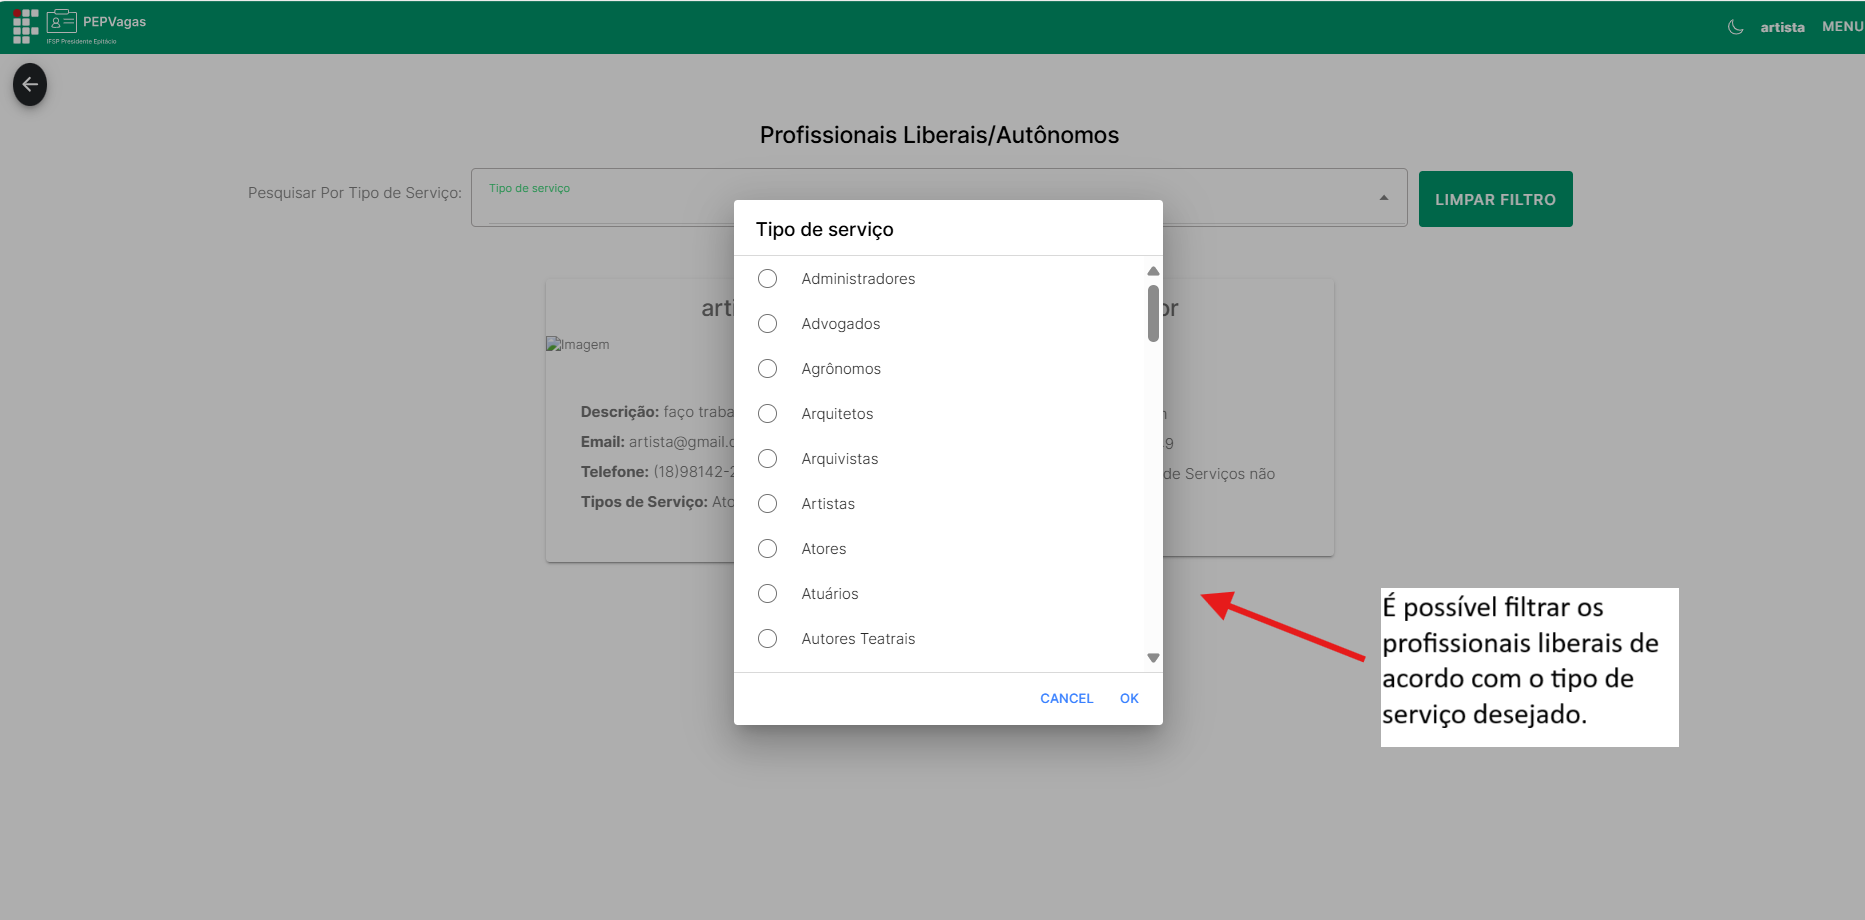 PEPVagas
IFSP Presidente Epitácio
artista
MENU
Profissionais Liberais/Autônomos
Pesquisar Por Tipo de Serviço:
Tipo de serviço
LIMPAR FILTRO
Tipo de serviço
Administradores
Advogados
Agrônomos
Arquitetos
Arquivistas
Artistas
Atores
Atuários
Autores Teatrais
CANCEL
OK
Imagem
Descrição: faço traba
Email: artista@gmail.
Telefone: (18)98142-
Tipos de Serviço: Ato
or
9
de Serviços não
É possível filtrar os
profissionais liberais de
acordo com o tipo de
serviço desejado.